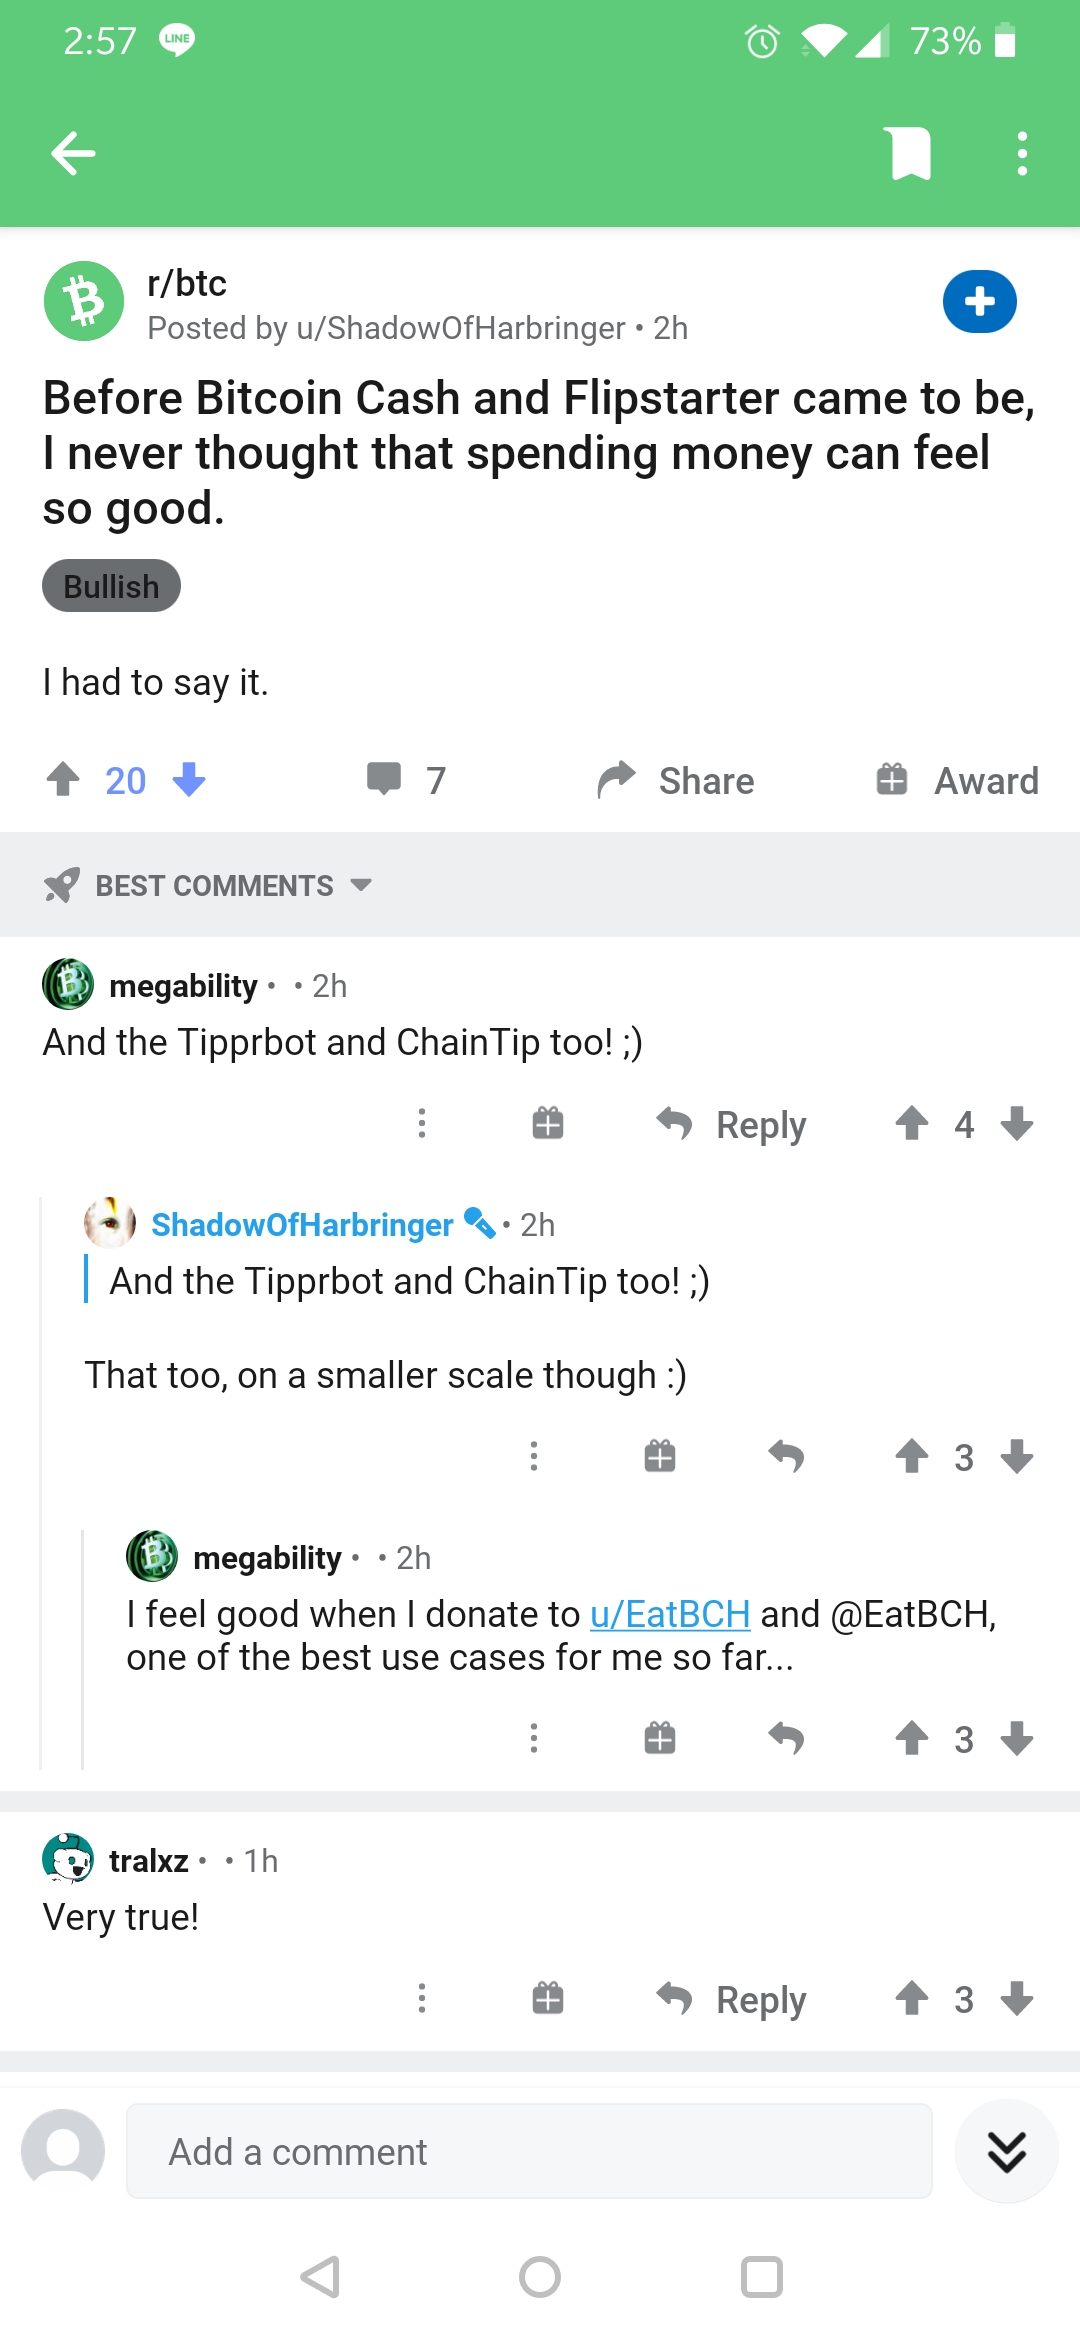 2:57 LINE 73%
r/btc
Posted by u/ShadowOfHarbringer • 2h
Before Bitcoin Cash and Flipstarter came to be,
I never thought that spending money can feel
so good.
Bullish
I had to say it.
20 7 Share Award
BEST COMMENTS
megability • • 2h
And the Tipprbot and ChainTip too! ;)
Reply 4
ShadowOfHarbringer • 2h
And the Tipprbot and ChainTip too! ;)
That too, on a smaller scale though :)
3
megability • • 2h
I feel good when I donate to u/EatBCH and @EatBCH,
one of the best use cases for me so far...
3
tralxz • • 1h
Very true!
Reply 3
Add a comment